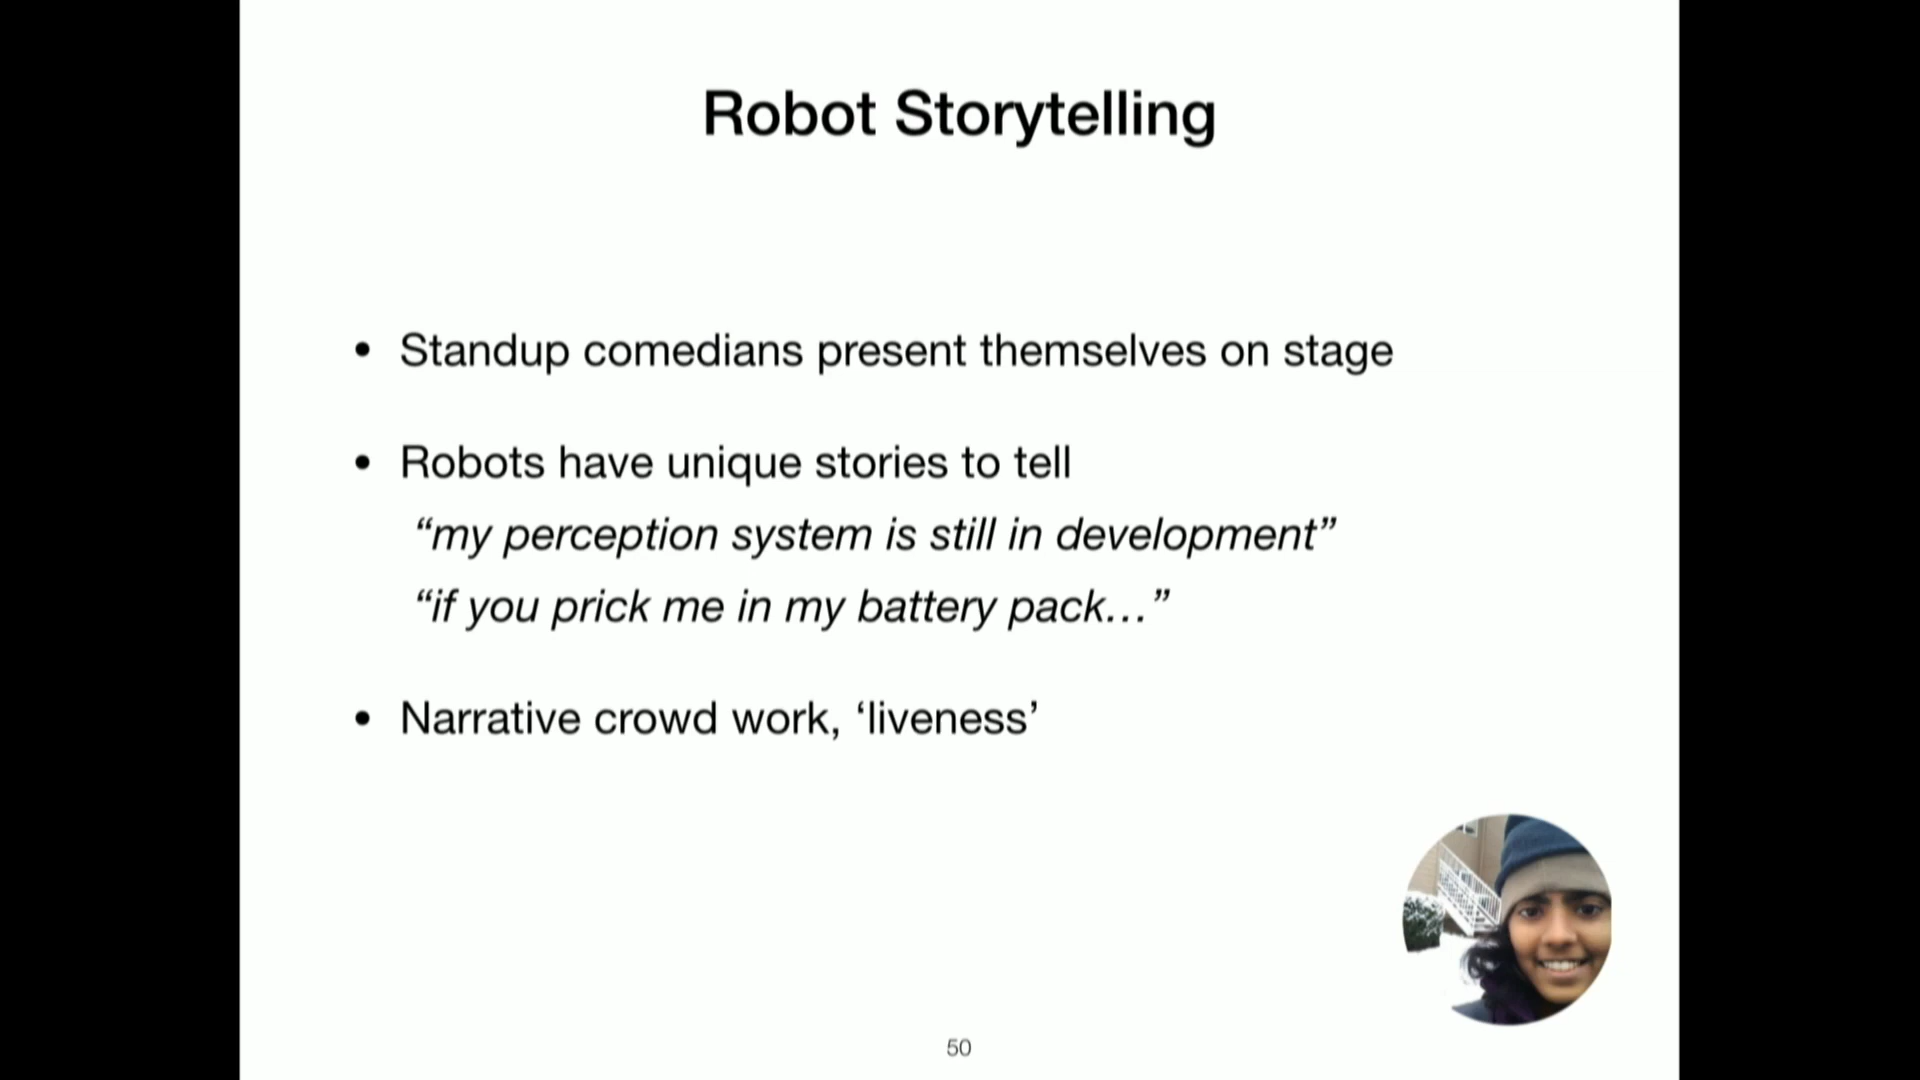 Robot Storytelling
• Standup comedians present themselves on stage
• Robots have unique stories to tell
“my perception system is still in development”
“if you prick me in my battery pack…”
• Narrative crowd work, ‘liveness’
50